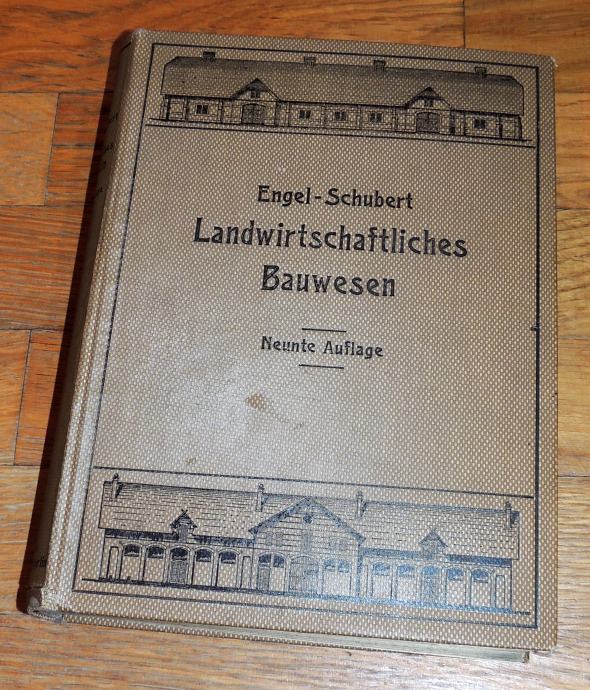 Engel-Schubert
Landwirtschaftliches
Bauwesen
Neunte Auflage